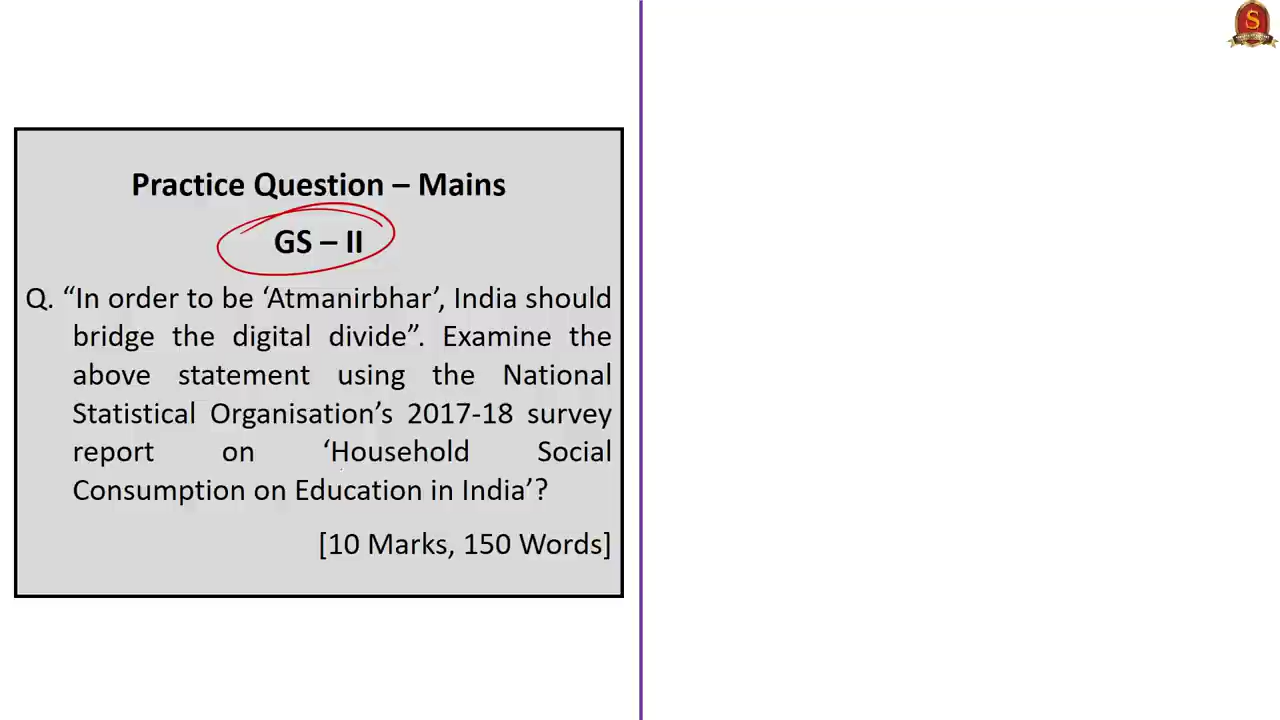 Practice Question – Mains
GS – II
Q. “In order to be ‘Atmanirbhar’, India should
bridge the digital divide”. Examine the
above statement using the National
Statistical Organisation’s 2017-18 survey
report on ‘Household Social
Consumption on Education in India’?
[10 Marks, 150 Words]
S